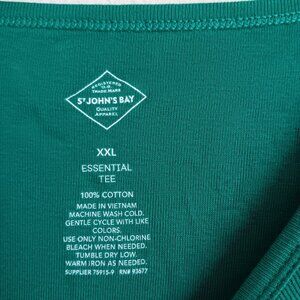 REGISTERED
U.S.
TRADE MARK
ST JOHN'S BAY
QUALITY
APPAREL
XXL
ESSENTIAL
TEE
100% COTTON
MADE IN VIETNAM
MACHINE WASH COLD.
GENTLE CYCLE WITH LIKE
COLORS.
USE ONLY NON-CHLORINE
BLEACH WHEN NEEDED.
TUMBLE DRY LOW.
WARM IRON AS NEEDED.
SUPPLIER 75915-9 RN# 93677